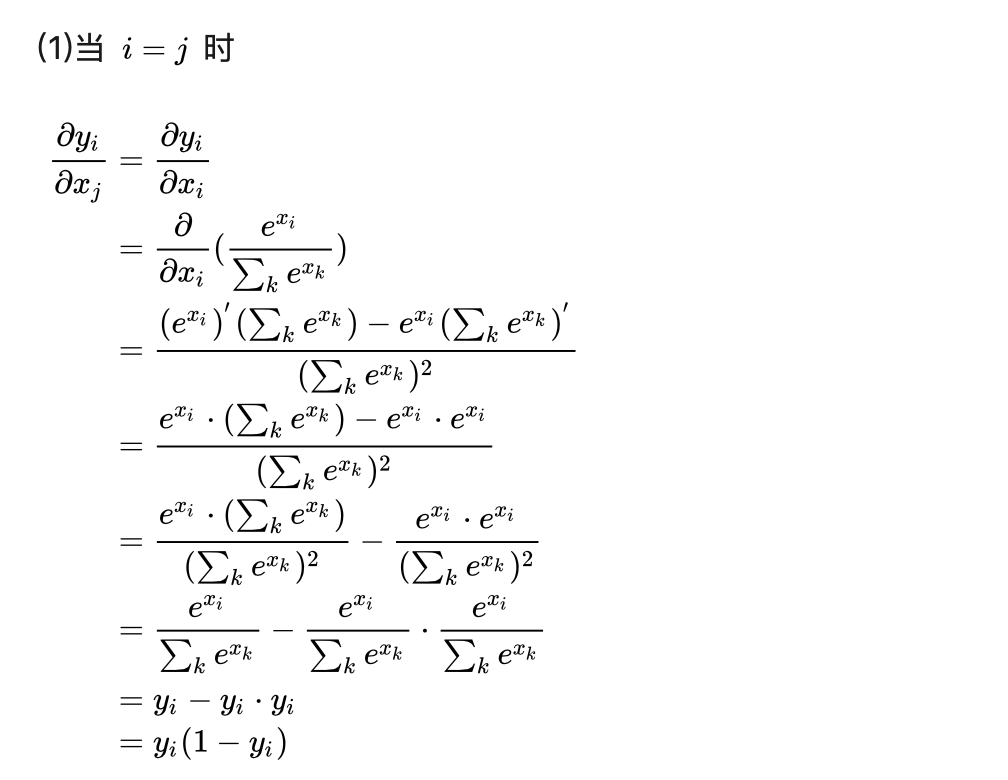 (1)当 $i = j$ 时
$\frac{\partial y_i}{\partial x_j} = \frac{\partial y_i}{\partial x_i}$
$= \frac{\partial}{\partial x_i}(\frac{e^{x_i}}{\sum_k e^{x_k}})$
$= \frac{(e^{x_i})^{'}(\sum_k e^{x_k}) - e^{x_i}(\sum_k e^{x_k})^{'}}{(\sum_k e^{x_k})^2}$
$= \frac{e^{x_i} \cdot (\sum_k e^{x_k}) - e^{x_i} \cdot e^{x_i}}{(\sum_k e^{x_k})^2}$
$= \frac{e^{x_i} \cdot (\sum_k e^{x_k})}{(\sum_k e^{x_k})^2} - \frac{e^{x_i} \cdot e^{x_i}}{(\sum_k e^{x_k})^2}$
$= \frac{e^{x_i}}{\sum_k e^{x_k}} - \frac{e^{x_i}}{\sum_k e^{x_k}} \cdot \frac{e^{x_i}}{\sum_k e^{x_k}}$
$= y_i - y_i \cdot y_i$
$= y_i(1 - y_i)$